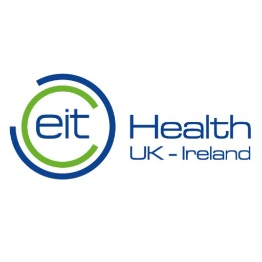 eit Health
UK - Ireland